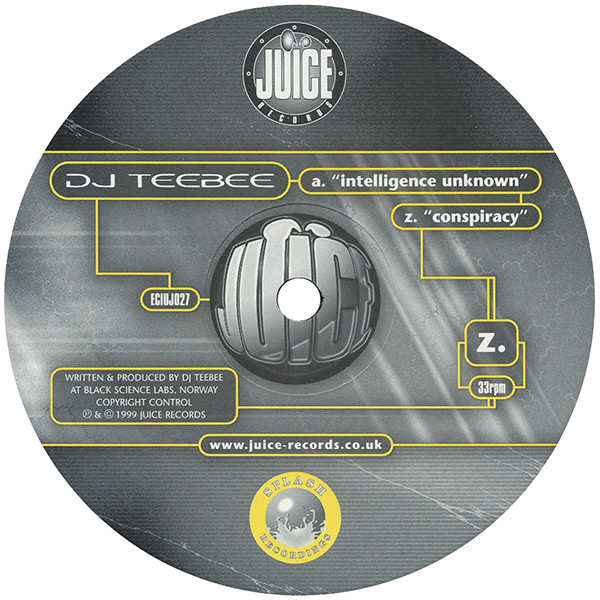 JUICE
RECORDS
DJ TEEBEE
a. “intelligence unknown”
z. “conspiracy”
JUICE
ECIUJ027
z.
33rpm
WRITTEN & PRODUCED BY DJ TEEBEE
AT BLACK SCIENCE LABS. NORWAY
COPYRIGHT CONTROL
℗ & © 1999 JUICE RECORDS
www.juice-records.co.uk
SPLASH
RECORDINGS